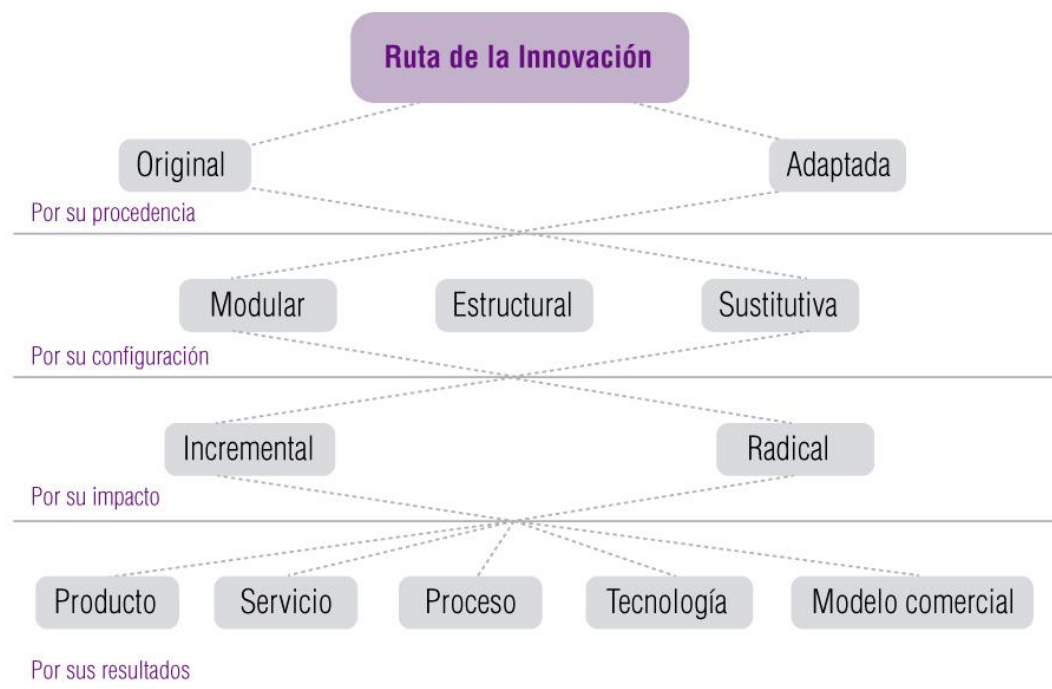 Ruta de la Innovación
Original
Adaptada
Por su procedencia
Modular
Estructural
Sustitutiva
Por su configuración
Incremental
Radical
Por su impacto
Producto
Servicio
Proceso
Tecnología
Modelo comercial
Por sus resultados